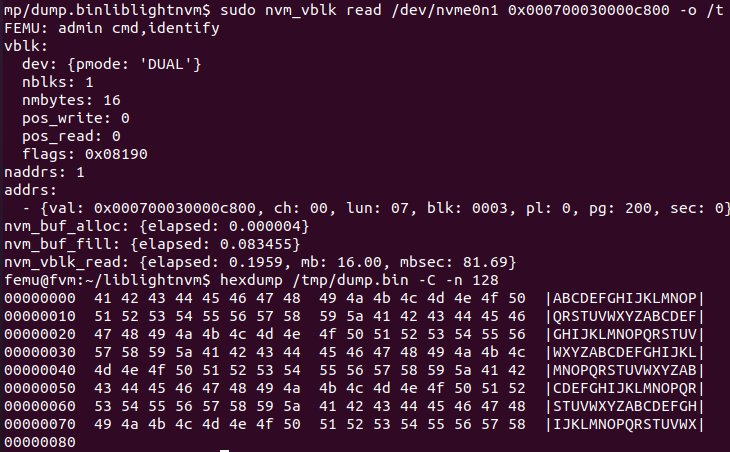 mp/dump.binliblightnvm$ sudo nvm_vblk read /dev/nvme0n1 0x000700030000c800 -o /t
FEMU: admin cmd,identify
vblk:
  dev: {pmode: 'DUAL'}
  nblks: 1
  nmbytes: 16
  pos_write: 0
  pos_read: 0
  flags: 0x08190
naddrs: 1
addrs:
  - {val: 0x000700030000c800, ch: 00, lun: 07, blk: 0003, pl: 0, pg: 200, sec: 0}
nvm_buf_alloc: {elapsed: 0.000004}
nvm_buf_fill: {elapsed: 0.083455}
nvm_vblk_read: {elapsed: 0.1959, mb: 16.00, mbsec: 81.69}
femu@fvm:~/liblightnvm$ hexdump /tmp/dump.bin -C -n 128
00000000  41 42 43 44 45 46 47 48  49 4a 4b 4c 4d 4e 4f 50  |ABCDEFGHIJKLMNOP|
00000010  51 52 53 54 55 56 57 58  59 5a 41 42 43 44 45 46  |QRSTUVWXYZABCDEF|
00000020  47 48 49 4a 4b 4c 4d 4e  4f 50 51 52 53 54 55 56  |GHIJKLMNOPQRSTUV|
00000030  57 58 59 5a 41 42 43 44  45 46 47 48 49 4a 4b 4c  |WXYZABCDEFGHIJKL|
00000040  4d 4e 4f 50 51 52 53 54  55 56 57 58 59 5a 41 42  |MNOPQRSTUVWXYZAB|
00000050  43 44 45 46 47 48 49 4a  4b 4c 4d 4e 4f 50 51 52  |CDEFGHIJKLMNOPQR|
00000060  53 54 55 56 57 58 59 5a  41 42 43 44 45 46 47 48  |STUVWXYZABCDEFGH|
00000070  49 4a 4b 4c 4d 4e 4f 50  51 52 53 54 55 56 57 58  |IJKLMNOPQRSTUVWX|
00000080